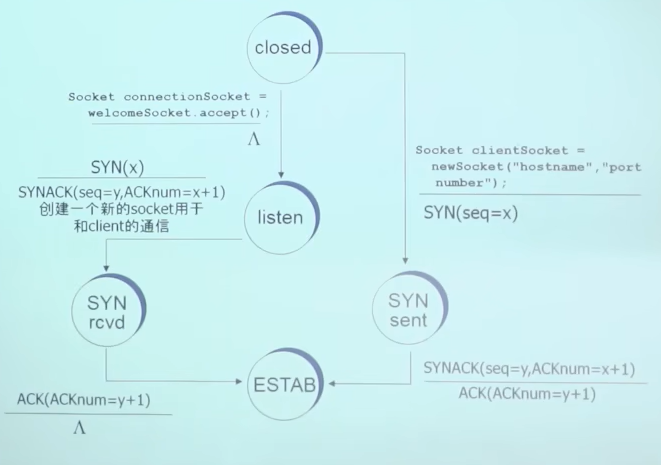 closed
Socket connectionSocket =
welcomeSocket.accept();
Λ
Socket clientSocket =
newSocket("hostname","port
number");
SYN(seq=x)
SYN(x)
SYNACK(seq=y,ACKnum=x+1)
创建一个新的socket用于
和client的通信
listen
SYN
rcvd
SYN
sent
ESTAB
SYNACK(seq=y,ACKnum=x+1)
ACK(ACKnum=y+1)
ACK(ACKnum=y+1)
Λ